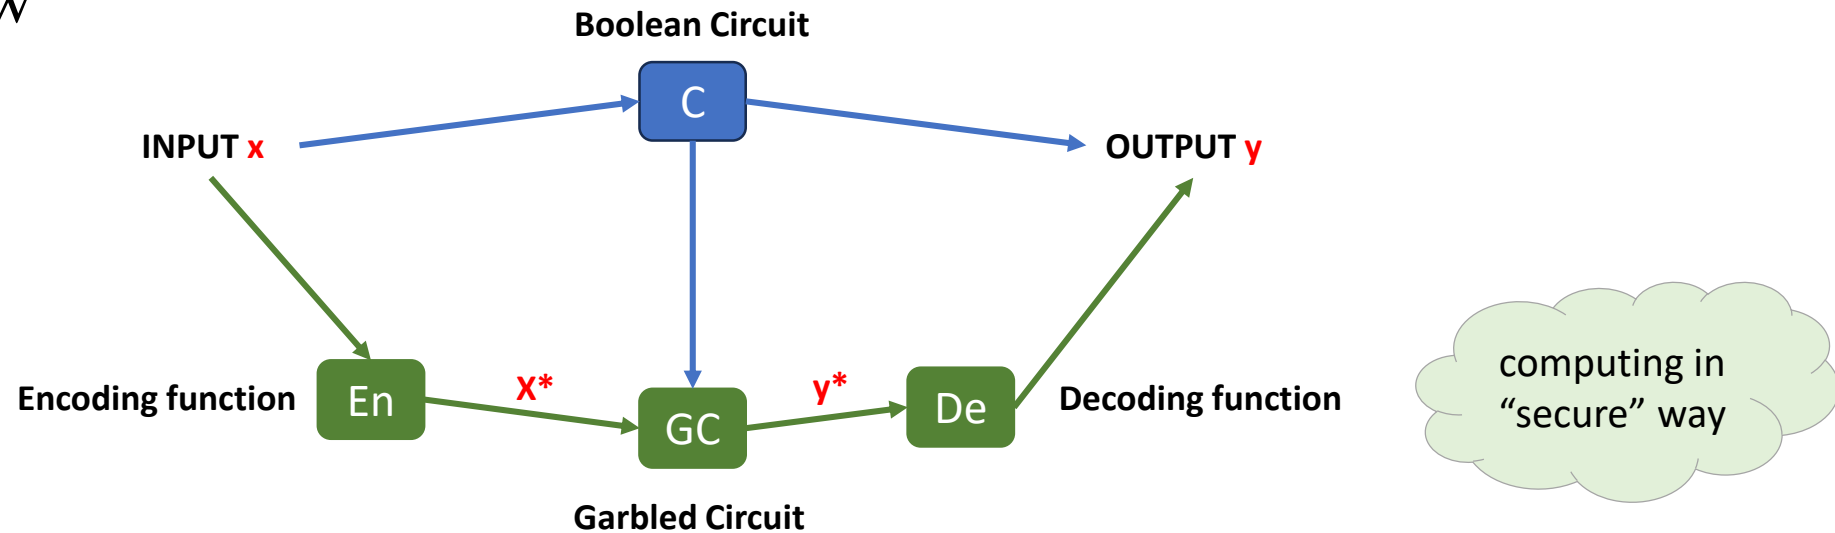 w
Boolean Circuit
C
INPUT x
OUTPUT y
Encoding function
En
X*
GC
y*
De
Decoding function
computing in
“secure” way
Garbled Circuit